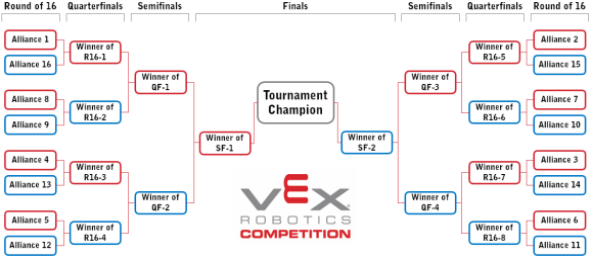 Round of 16 Quarterfinals Semifinals Finals Semifinals Quarterfinals Round of 16
Alliance 1
Alliance 16
Alliance 8
Alliance 9
Alliance 4
Alliance 13
Alliance 5
Alliance 12
Winner of
R16-1
Winner of
R16-2
Winner of
R16-3
Winner of
R16-4
Winner of
QF-1
Winner of
QF-2
Winner of
SF-1
Tournament
Champion
Winner of
SF-2
VEX
ROBOTICS
COMPETITION
Winner of
QF-3
Winner of
QF-4
Winner of
R16-5
Winner of
R16-6
Winner of
R16-7
Winner of
R16-8
Alliance 2
Alliance 15
Alliance 7
Alliance 10
Alliance 3
Alliance 14
Alliance 6
Alliance 11